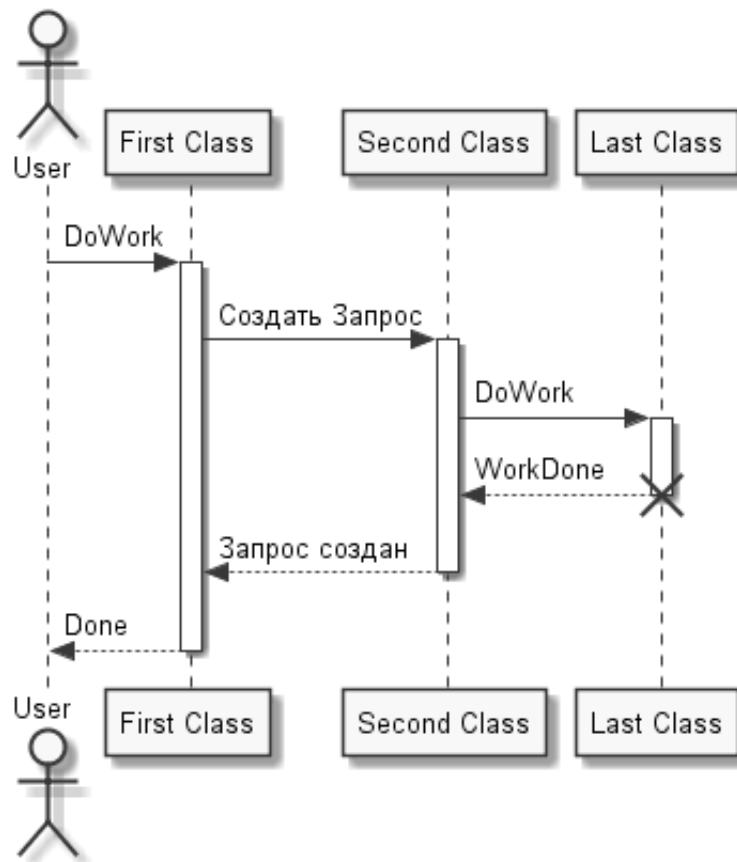 User
First Class
Second Class
Last Class
DoWork
Создать Запрос
DoWork
WorkDone
Запрос создан
Done
User
First Class
Second Class
Last Class